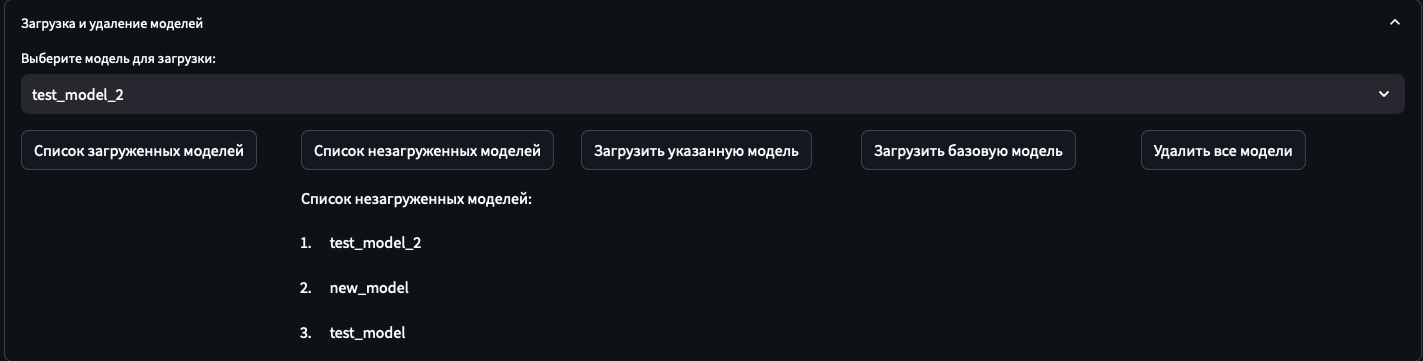 Загрузка и удаление моделей
Выберите модель для загрузки:
test_model_2
Список загруженных моделей
Список незагруженных моделей
Загрузить указанную модель
Загрузить базовую модель
Удалить все модели
Список незагруженных моделей:
1. test_model_2
2. new_model
3. test_model